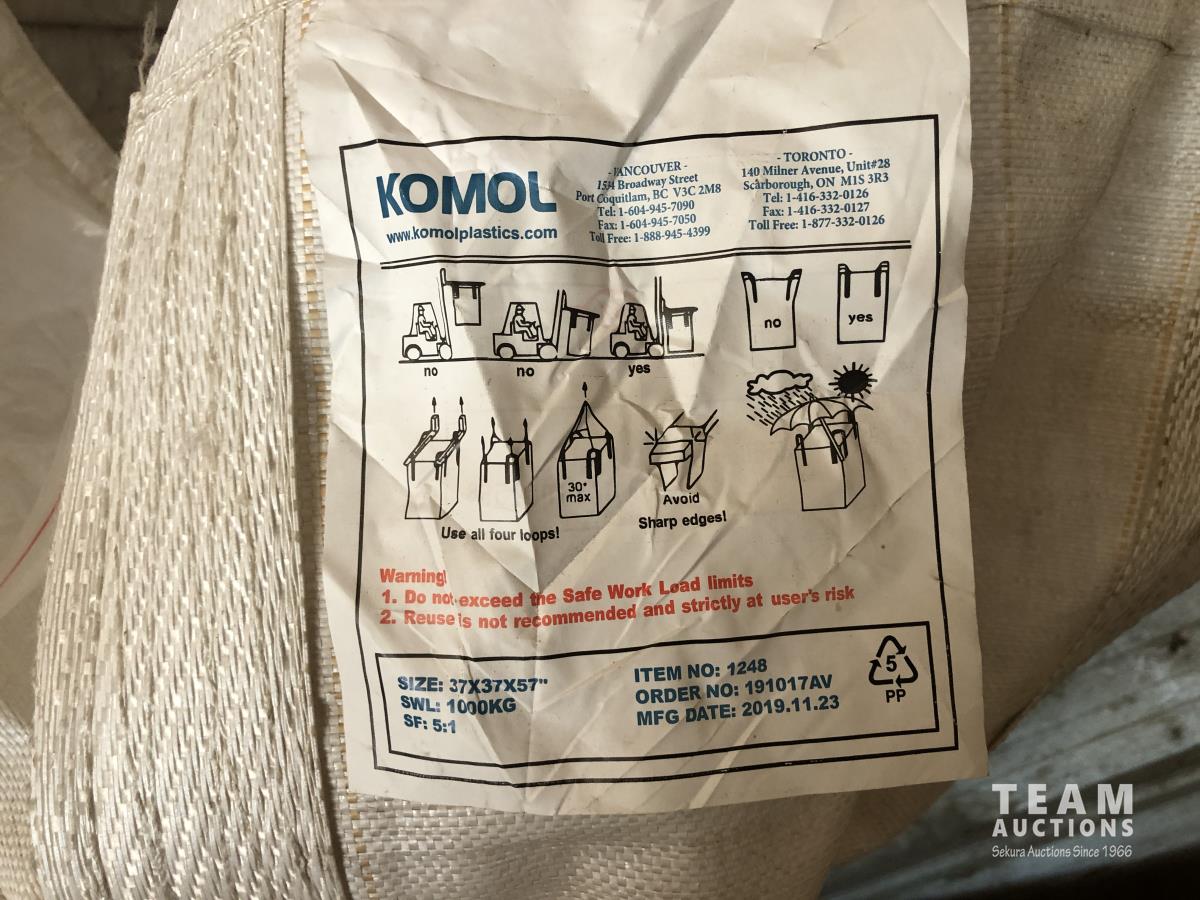 KOMOL
www.komolplastics.com
- VANCOUVER -
Broadway Street
Port Coquitlam, BC V3C 2M8
Tel: 1-604-945-7090
Fax: 1-604-945-7050
Toll Free: 1-888-945-4399
- TORONTO -
140 Milner Avenue, Unit#28
Scarborough, ON M1S 3R3
Tel: 1-416-332-0126
Fax: 1-416-332-0127
Toll Free: 1-877-332-0126
no
no
yes
no
yes
30°
max
Use all four loops!
Avoid
Sharp edges!
Warning!
1. Do not exceed the Safe Work Load limits
2. Reuse is not recommended and strictly at user's risk
SIZE: 37X37X57"
SWL: 1000KG
SF: 5:1
ITEM NO: 1248
ORDER NO: 191017AV
MFG DATE: 2019.11.23
5
PP
TEAM
AUCTIONS
Sekura Auctions Since 1966